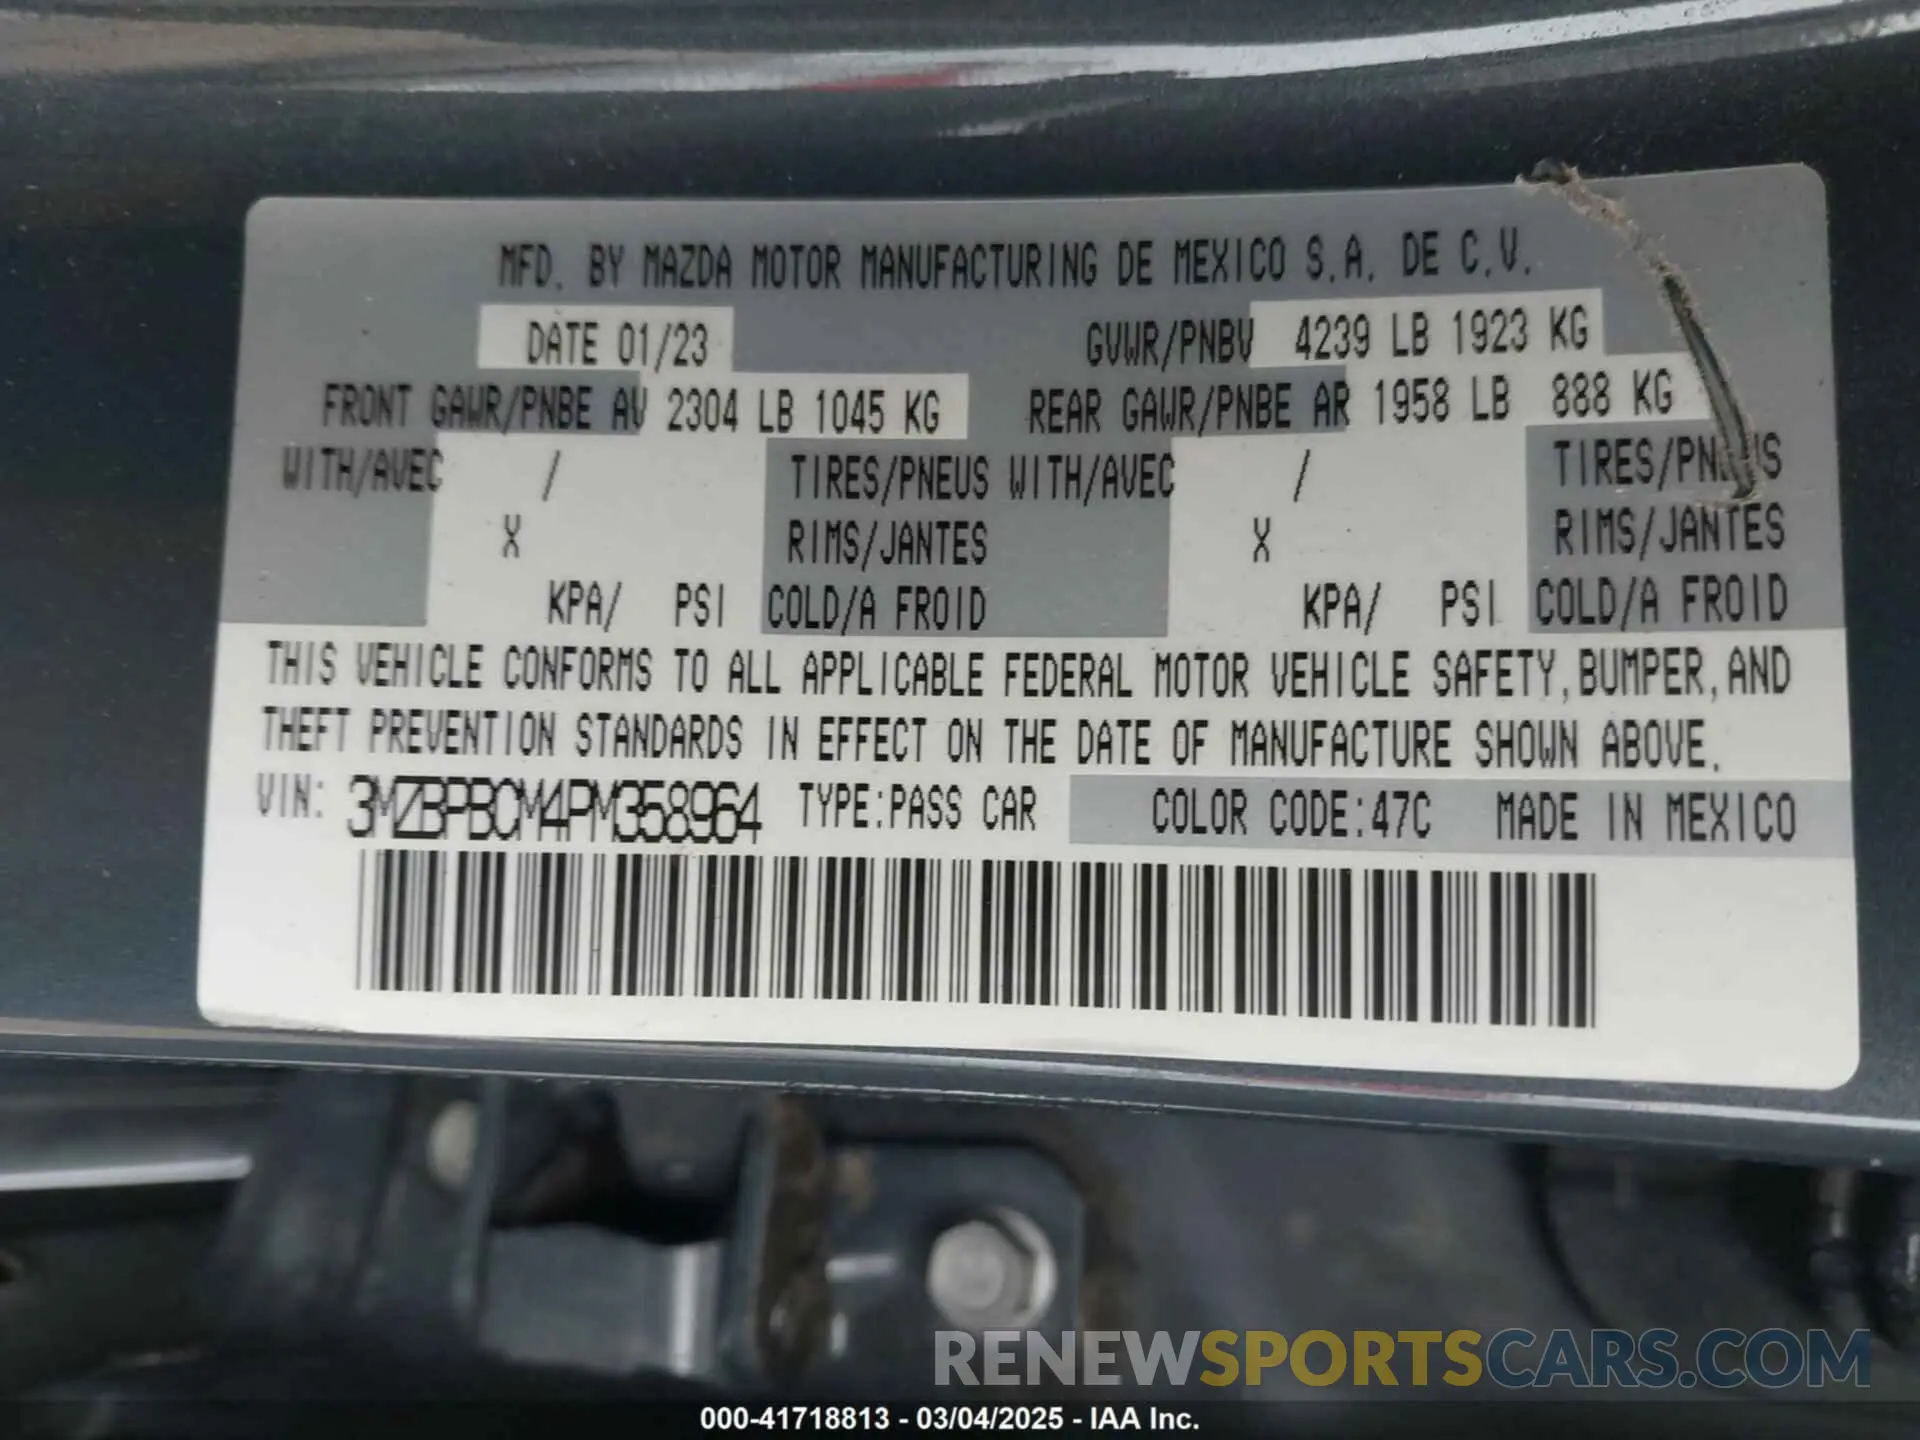 MFD. BY MAZDA MOTOR MANUFACTURING DE MEXICO S.A. DE C.V.
DATE 01/23 GVWR/PNBV 4239 LB 1923 KG
FRONT GAWR/PNBE AV 2304 LB 1045 KG REAR GAWR/PNBE AR 1958 LB 888 KG
WITH/AVEC / TIRES/PNEUS WITH/AVEC / TIRES/PNEUS
X RIMS/JANTES X RIMS/JANTES
KPA/ PSI COLD/A FROID KPA/ PSI COLD/A FROID
THIS VEHICLE CONFORMS TO ALL APPLICABLE FEDERAL MOTOR VEHICLE SAFETY,BUMPER,AND
THEFT PREVENTION STANDARDS IN EFFECT ON THE DATE OF MANUFACTURE SHOWN ABOVE.
VIN: 3MZBPBCM4PM358964 TYPE:PASS CAR COLOR CODE:47C MADE IN MEXICO
RENEWSPORTSCARS.COM
000-41718813 - 03/04/2025 - IAA Inc.